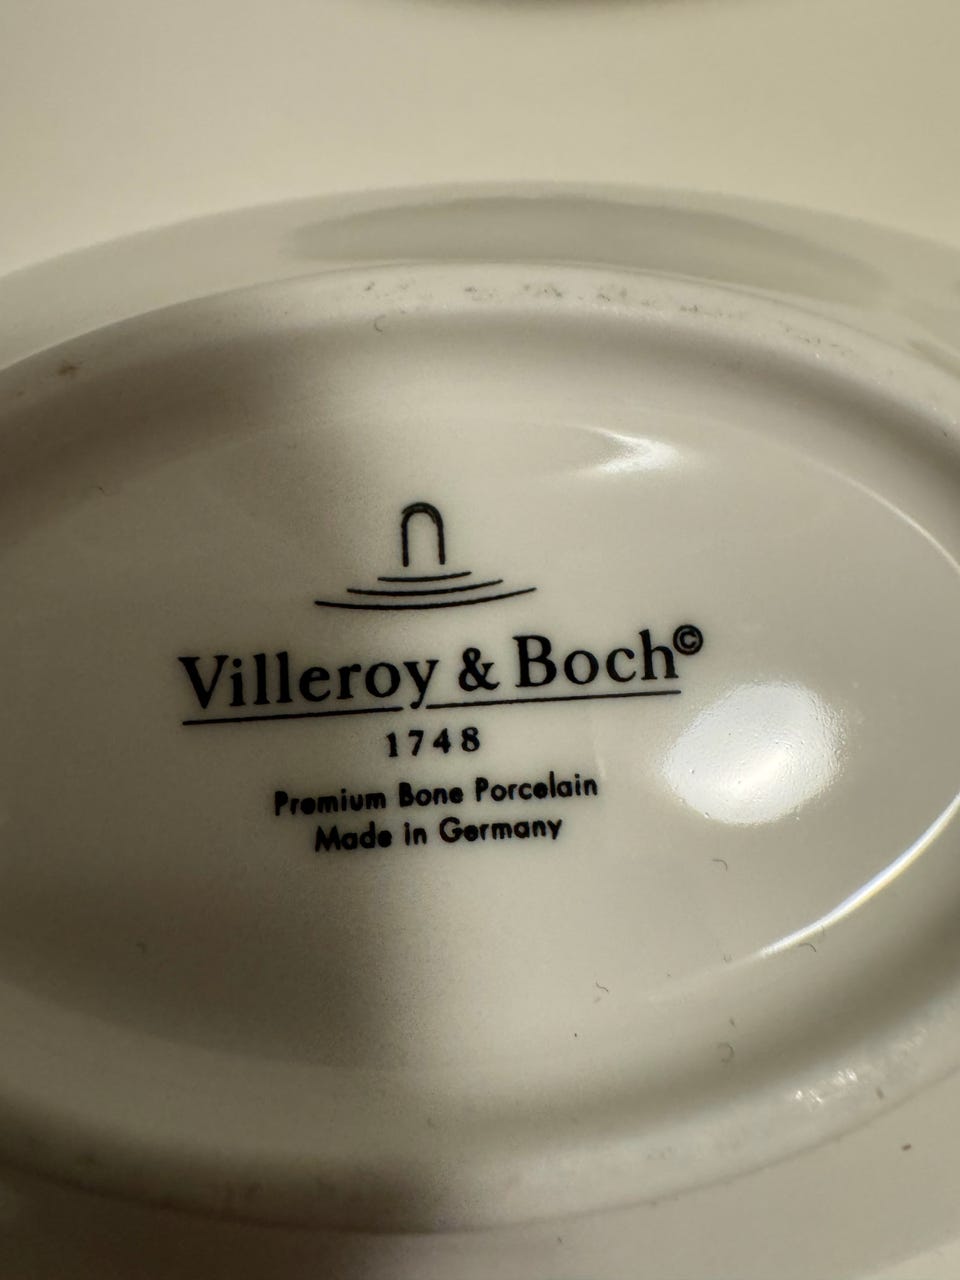 Villeroy & Boch©
1748
Premium Bone Porcelain
Made in Germany